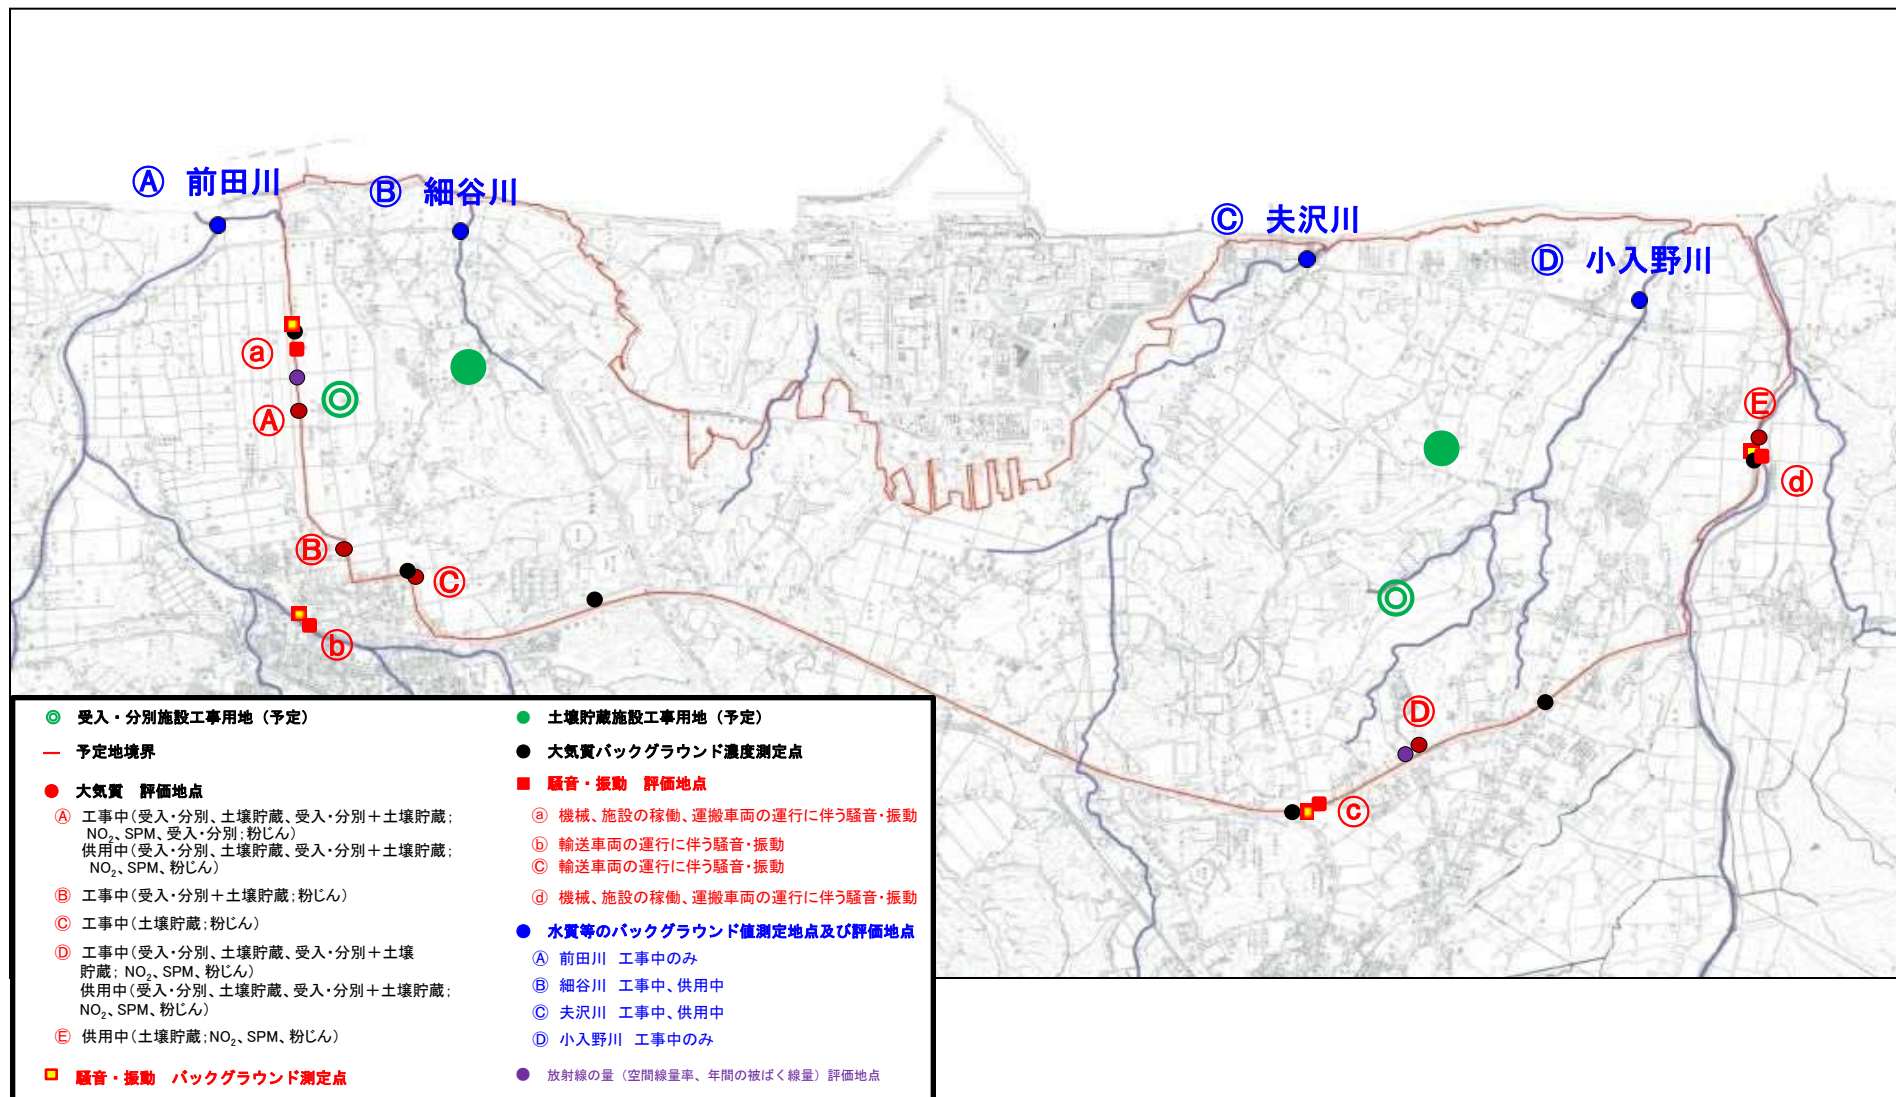 Ⓐ 前田川
Ⓑ 細谷川
Ⓒ 夫沢川
Ⓓ 小入野川
ⓐ
Ⓐ
Ⓑ
Ⓒ
ⓑ
Ⓔ
ⓓ
Ⓓ
ⓒ
受入・分別施設工事用地（予定）
予定地境界
大気質 評価地点
Ⓐ 工事中（受入・分別、土壌貯蔵、受入・分別＋土壌貯蔵；
NO₂、SPM、受入・分別；粉じん）
供用中（受入・分別、土壌貯蔵、受入・分別＋土壌貯蔵；
NO₂、SPM、粉じん）
Ⓑ 工事中（受入・分別＋土壌貯蔵；粉じん）
Ⓒ 工事中（土壌貯蔵；粉じん）
Ⓓ 工事中（受入・分別、土壌貯蔵、受入・分別＋土壌
貯蔵；NO₂、SPM、粉じん）
供用中（受入・分別、土壌貯蔵、受入・分別＋土壌貯蔵；
NO₂、SPM、粉じん）
Ⓔ 供用中（土壌貯蔵；NO₂、SPM、粉じん）
騒音・振動 バックグラウンド測定点
土壌貯蔵施設工事用地（予定）
大気質バックグラウンド濃度測定点
騒音・振動 評価地点
ⓐ 機械、施設の稼働、運搬車両の運行に伴う騒音・振動
ⓑ 輸送車両の運行に伴う騒音・振動
Ⓒ 輸送車両の運行に伴う騒音・振動
ⓓ 機械、施設の稼働、運搬車両の運行に伴う騒音・振動
水質等のバックグラウンド値測定地点及び評価地点
Ⓐ 前田川 工事中のみ
Ⓑ 細谷川 工事中、供用中
Ⓒ 夫沢川 工事中、供用中
Ⓓ 小入野川 工事中のみ
放射線の量（空間線量率、年間の被ばく線量）評価地点